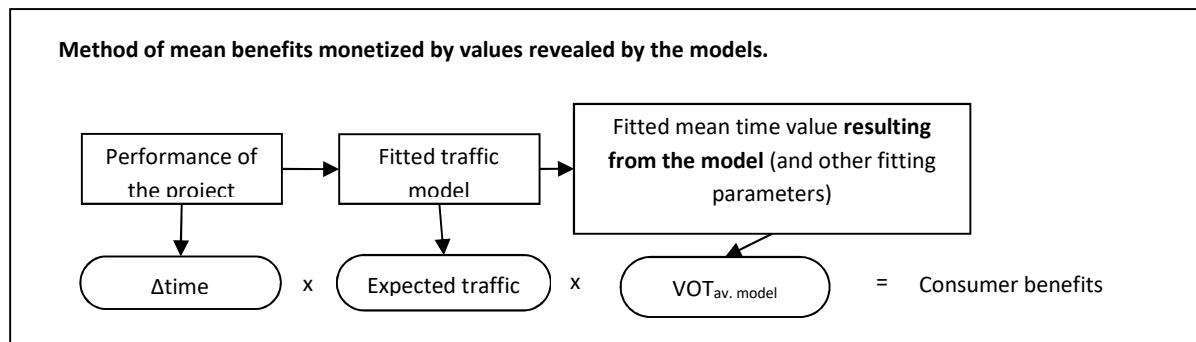 Method of mean benefits monetized by values revealed by the models.
Performance of
the project
Fitted traffic
model
Fitted mean time value resulting
from the model (and other fitting
parameters)
Δtime x Expected traffic x VOTav. model = Consumer benefits